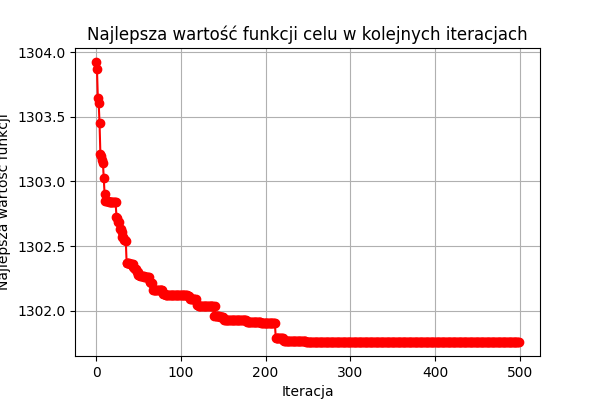 Najlepsza wartość funkcji celu w kolejnych iteracjach
Najlepsza wartość funkcji
1304.0
1303.5
1303.0
1302.5
1302.0
0 100 200 300 400 500
Iteracja